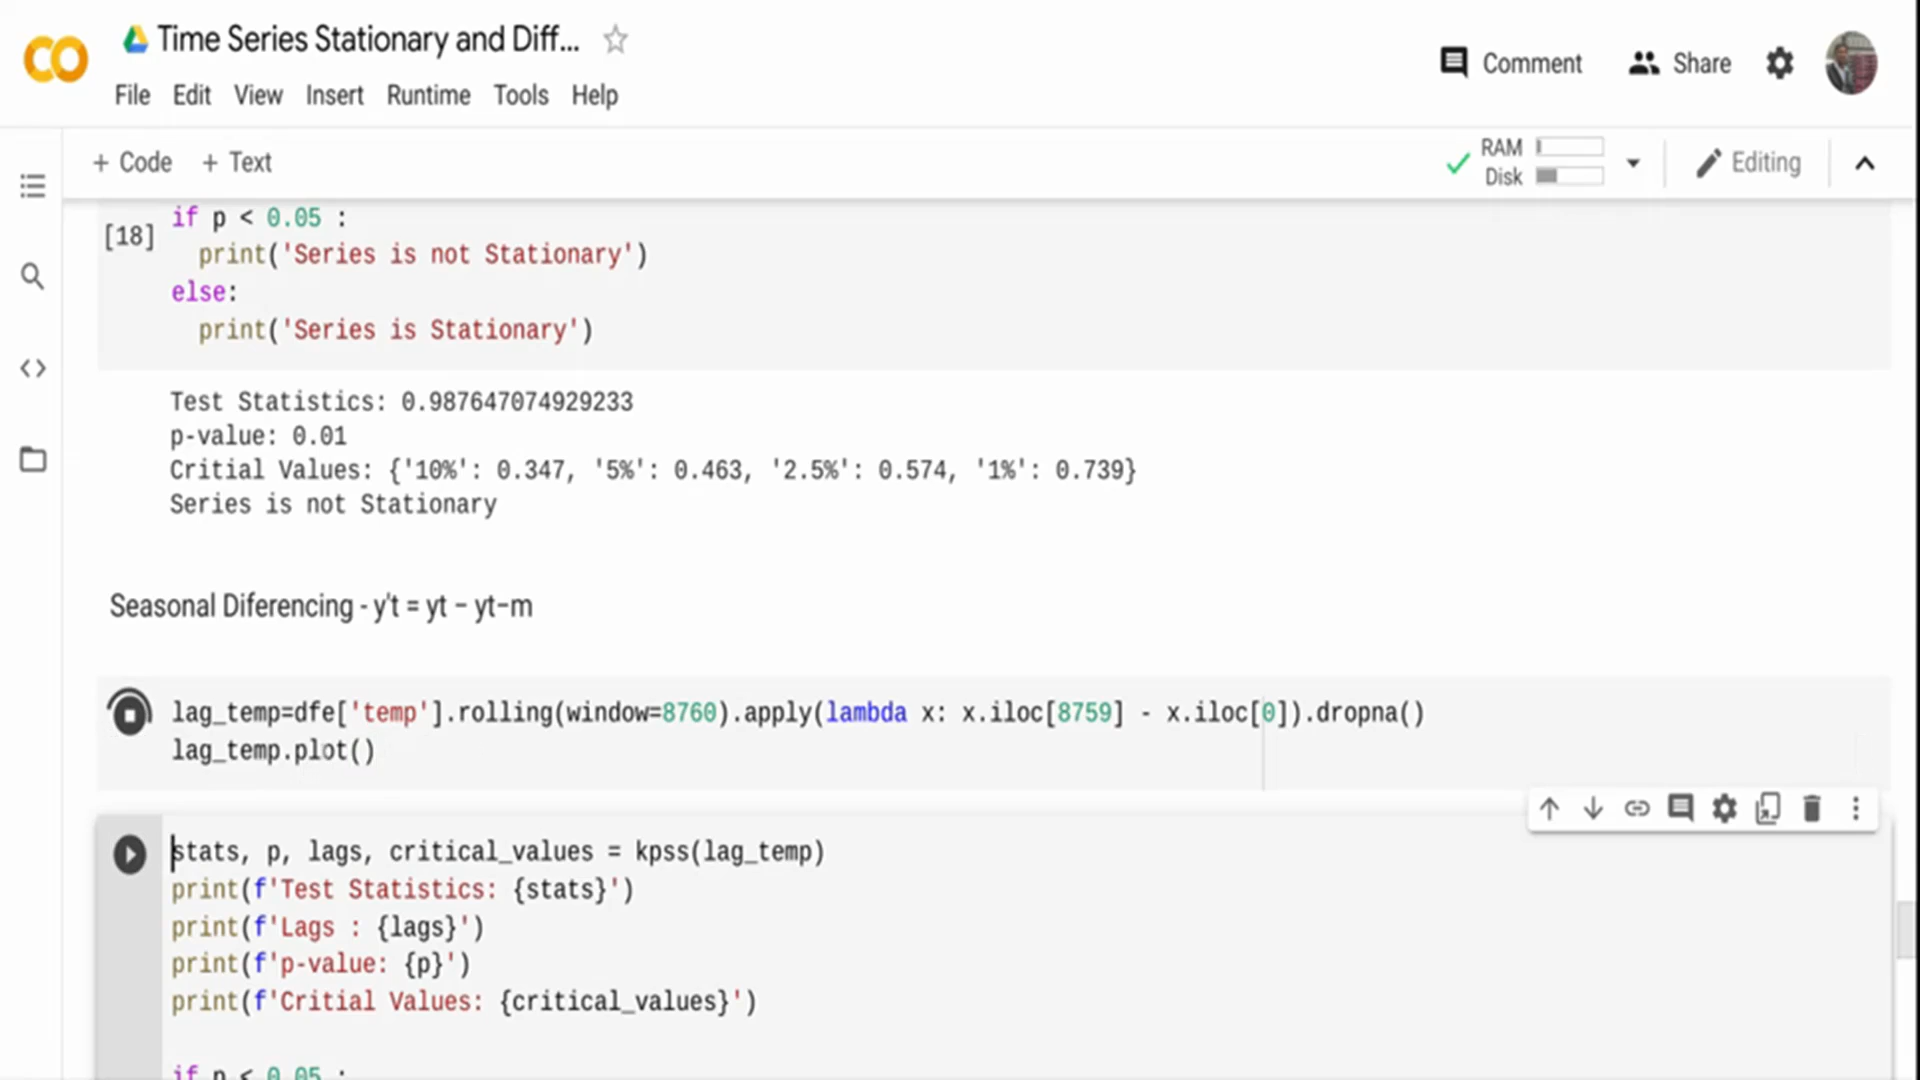 Time Series Stationary and Diff...
Comment
Share
File Edit View Insert Runtime Tools Help
+ Code + Text
RAM
Disk
Editing
[18]
if p < 0.05 :
print('Series is not Stationary')
else:
print('Series is Stationary')
Test Statistics: 0.987647074929233
p-value: 0.01
Critial Values: {'10%': 0.347, '5%': 0.463, '2.5%': 0.574, '1%': 0.739}
Series is not Stationary
Seasonal Diferencing - y't = yt − yt−m
lag_temp=dfe['temp'].rolling(window=8760).apply(lambda x: x.iloc[8759] - x.iloc[0]).dropna()
lag_temp.plot()
stats, p, lags, critical_values = kpss(lag_temp)
print(f'Test Statistics: {stats}')
print(f'Lags : {lags}')
print(f'p-value: {p}')
print(f'Critial Values: {critical_values}')
if p < 0.05 :